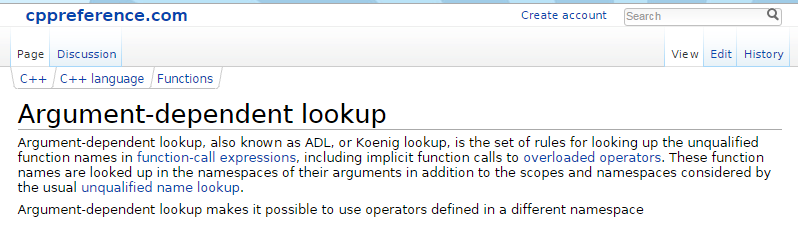 cppreference.com
Create account
Search
Page Discussion
View Edit History
C++ C++ language Functions
Argument-dependent lookup
Argument-dependent lookup, also known as ADL, or Koenig lookup, is the set of rules for looking up the unqualified
function names in function-call expressions, including implicit function calls to overloaded operators. These function
names are looked up in the namespaces of their arguments in addition to the scopes and namespaces considered by
the usual unqualified name lookup.
Argument-dependent lookup makes it possible to use operators defined in a different namespace